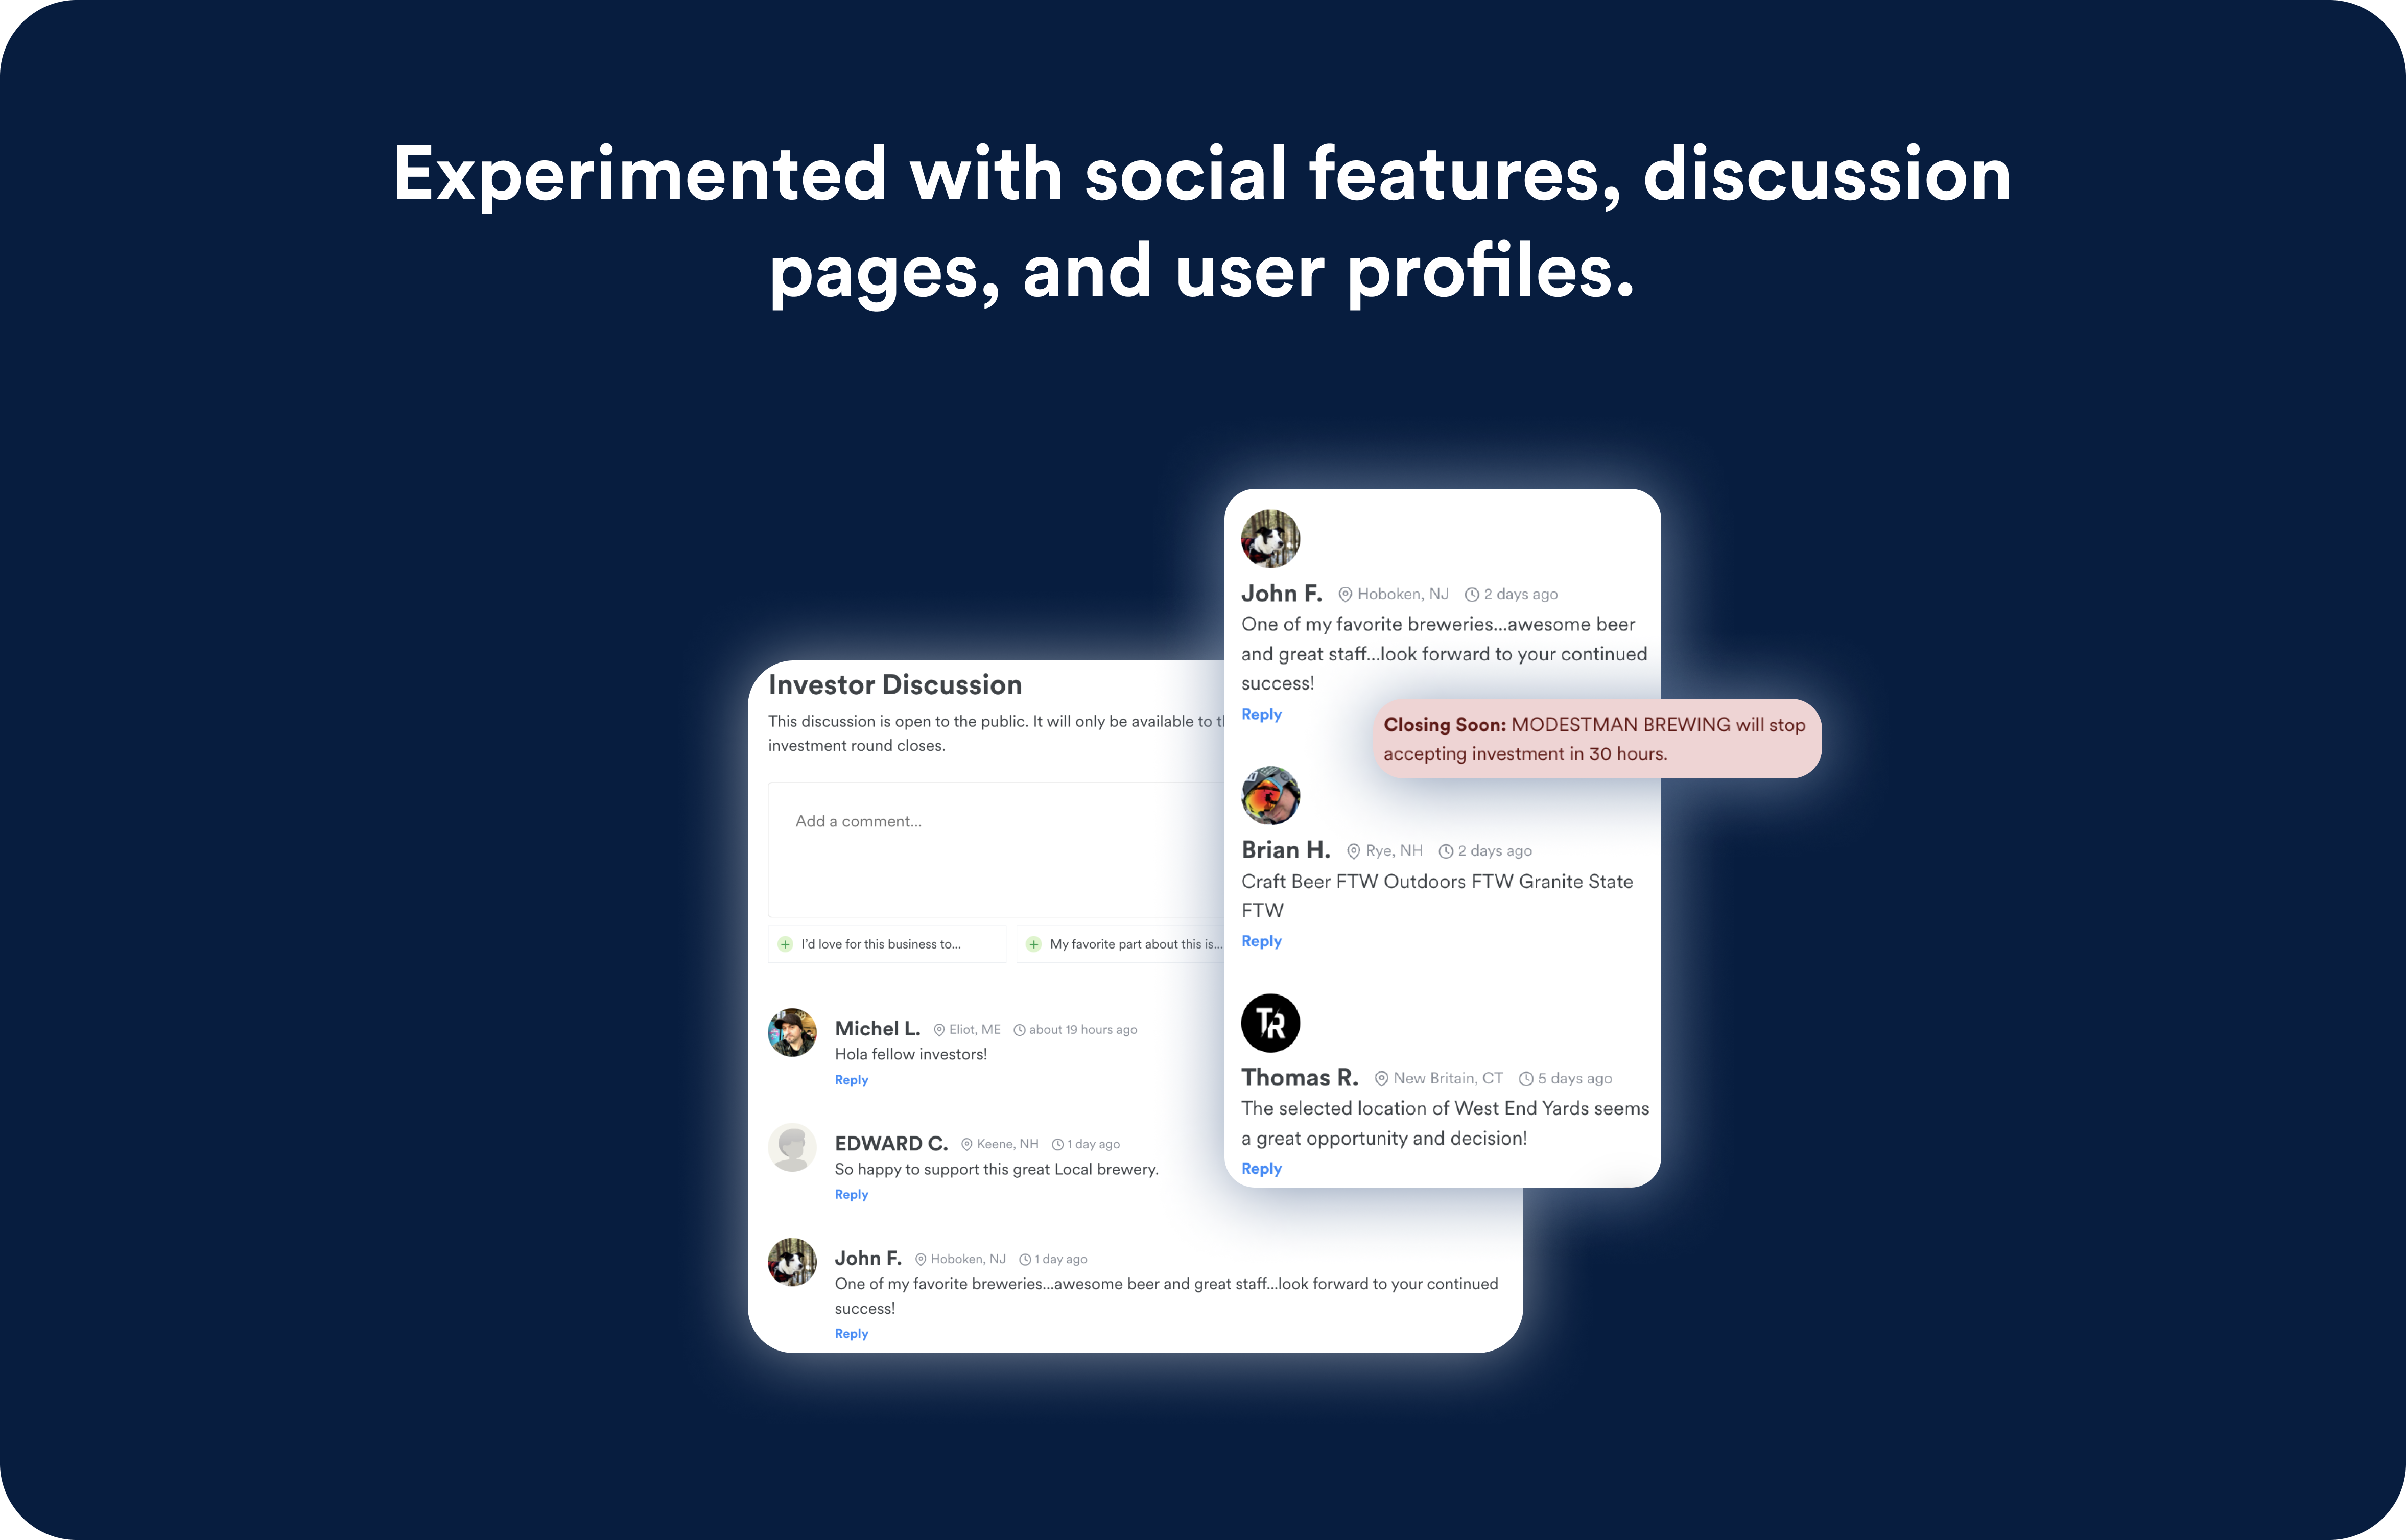 Experimented with social features, discussion
pages, and user profiles.
Investor Discussion
This discussion is open to the public. It will only be available to
investment round closes.
Add a comment...
I'd love for this business to...
My favorite part about this is...
Michel L. Eliot, ME about 19 hours ago
Hola fellow investors!
Reply
EDWARD C. Keene, NH 1 day ago
So happy to support this great Local brewery.
Reply
John F. Hoboken, NJ 1 day ago
One of my favorite breweries...awesome beer and great staff...look forward to your continued
success!
Reply
John F. Hoboken, NJ 2 days ago
One of my favorite breweries...awesome beer
and great staff...look forward to your continued
success!
Reply
Closing Soon: MODESTMAN BREWING will stop
accepting investment in 30 hours.
Brian H. Rye, NH 2 days ago
Craft Beer FTW Outdoors FTW Granite State
FTW
Reply
TR
Thomas R. New Britain, CT 5 days ago
The selected location of West End Yards seems
a great opportunity and decision!
Reply